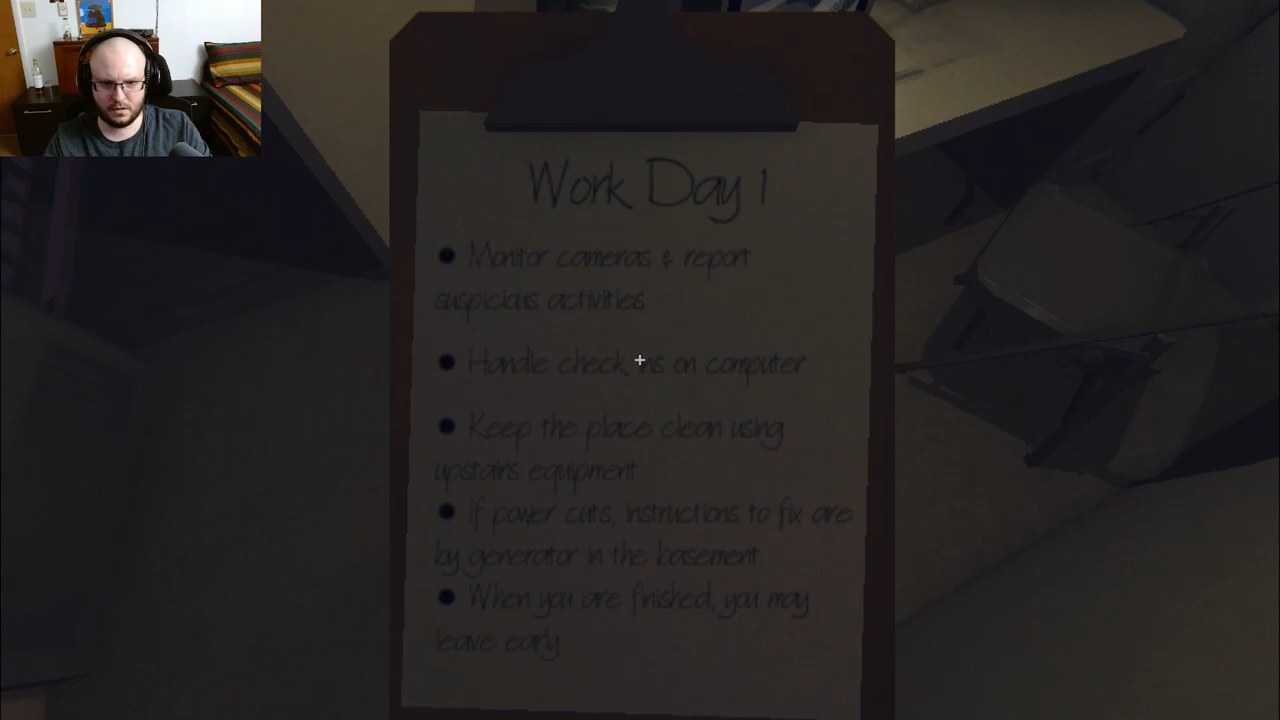 Work Day 1
● Monitor cameras & report
suspicious activities
● Handle check ins on computer
● Keep the place clean using
upstairs equipment
● If power cuts, instructions to fix are
by generator in the basement
● When you are finished, you may
leave early